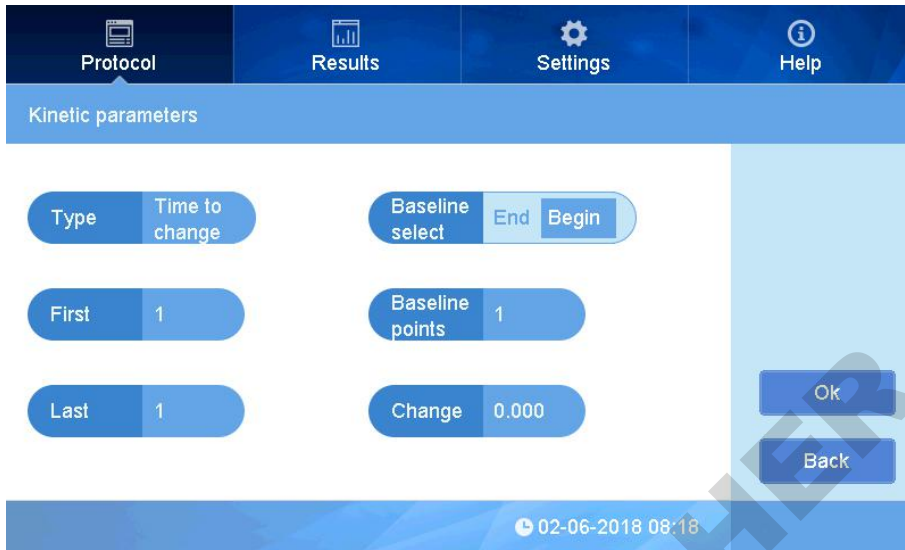 Protocol
Results
Settings
Help
Kinetic parameters
Type
Time to
change
Baseline
select
End
Begin
First
1
Baseline
points
1
Last
1
Change
0.000
Ok
Back
02-06-2018 08:18
HER